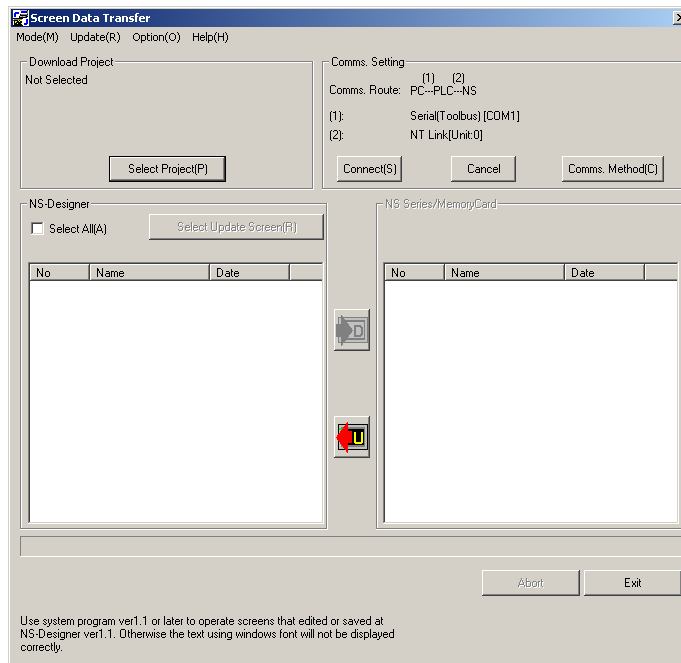 Screen Data Transfer
Mode(M) Update(R) Option(O) Help(H)
Download Project
Not Selected
Select Project(P)
Comms. Setting
(1) (2)
Comms. Route: PC---PLC---NS
(1): Serial(Toolbus) [COM1]
(2): NT Link[Unit:0]
Connect(S) Cancel Comms. Method(C)
NS-Designer
Select All(A) Select Update Screen(R)
No Name Date
NS Series/MemoryCard
No Name Date
D
U
Abort Exit
Use system program ver1.1 or later to operate screens that edited or saved at
NS-Designer ver1.1. Otherwise the text using windows font will not be displayed
correctly.